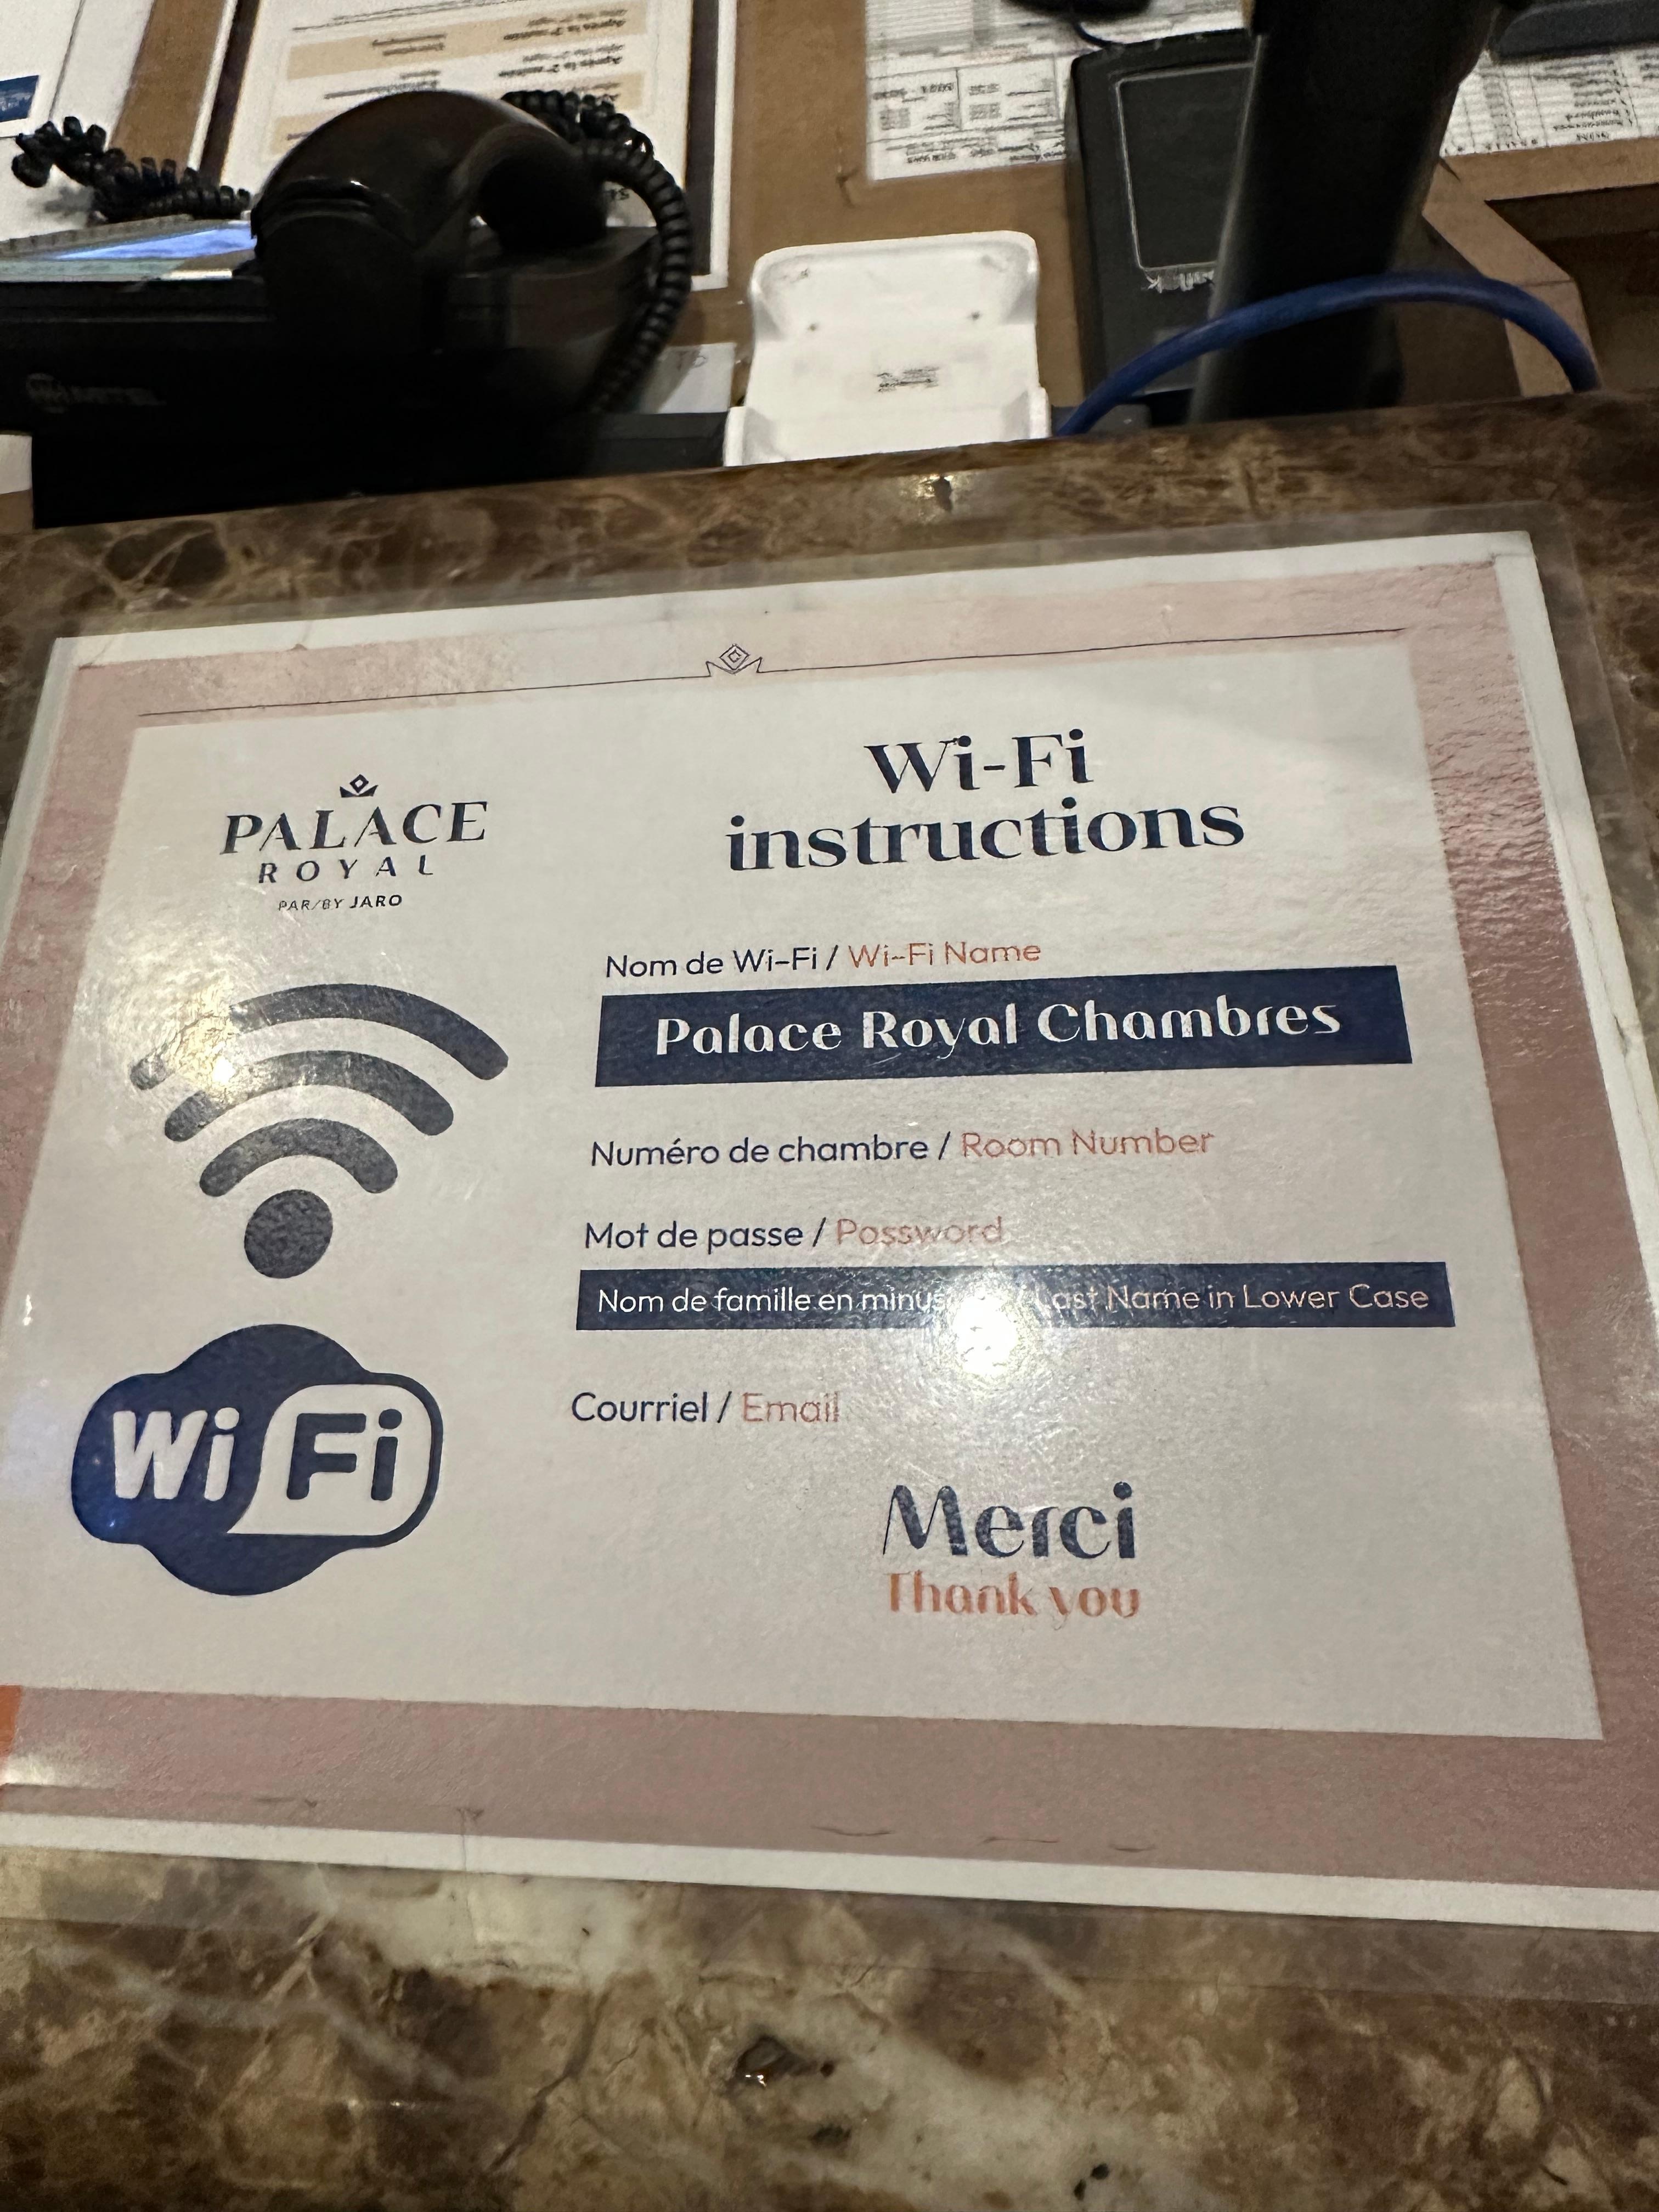 PALACE
ROYAL
PAR/BY JARO
Wi-Fi
instructions
Nom de Wi-Fi / Wi-Fi Name
Palace Royal Chambres
Numéro de chambre / Room Number
Mot de passe / Password
Nom de famille en / Last Name in Lower Case
Courriel / Email
Wi Fi
Merci
Thank you